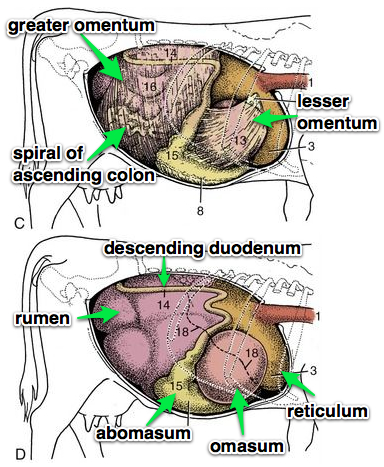 greater omentum
14
16
1
lesser
omentum
13
3
15
spiral of
ascending colon
8
C
descending duodenum
14
rumen
1
18
18
3
15
reticulum
abomasum
omasum
D